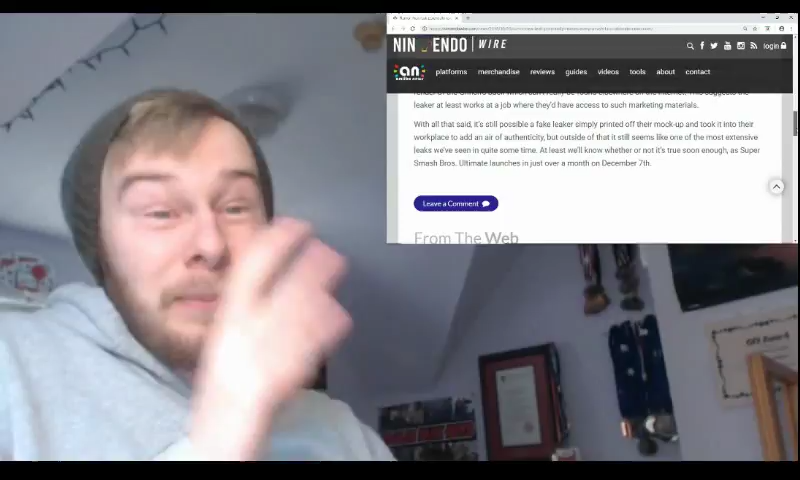 NINTENDO WIRE
login
an
platforms merchandise reviews guides videos tools about contact
leaker at least works at a job where they'd have access to such marketing materials.
With all that said, it's still possible a fake leaker simply printed off their mock-up and took it into their
workplace to add an air of authenticity, but outside of that it still seems like one of the most extensive
leaks we've seen in quite some time. At least we'll know whether or not it's true soon enough, as Super
Smash Bros. Ultimate launches in just over a month on December 7th.
Leave a Comment
From The Web